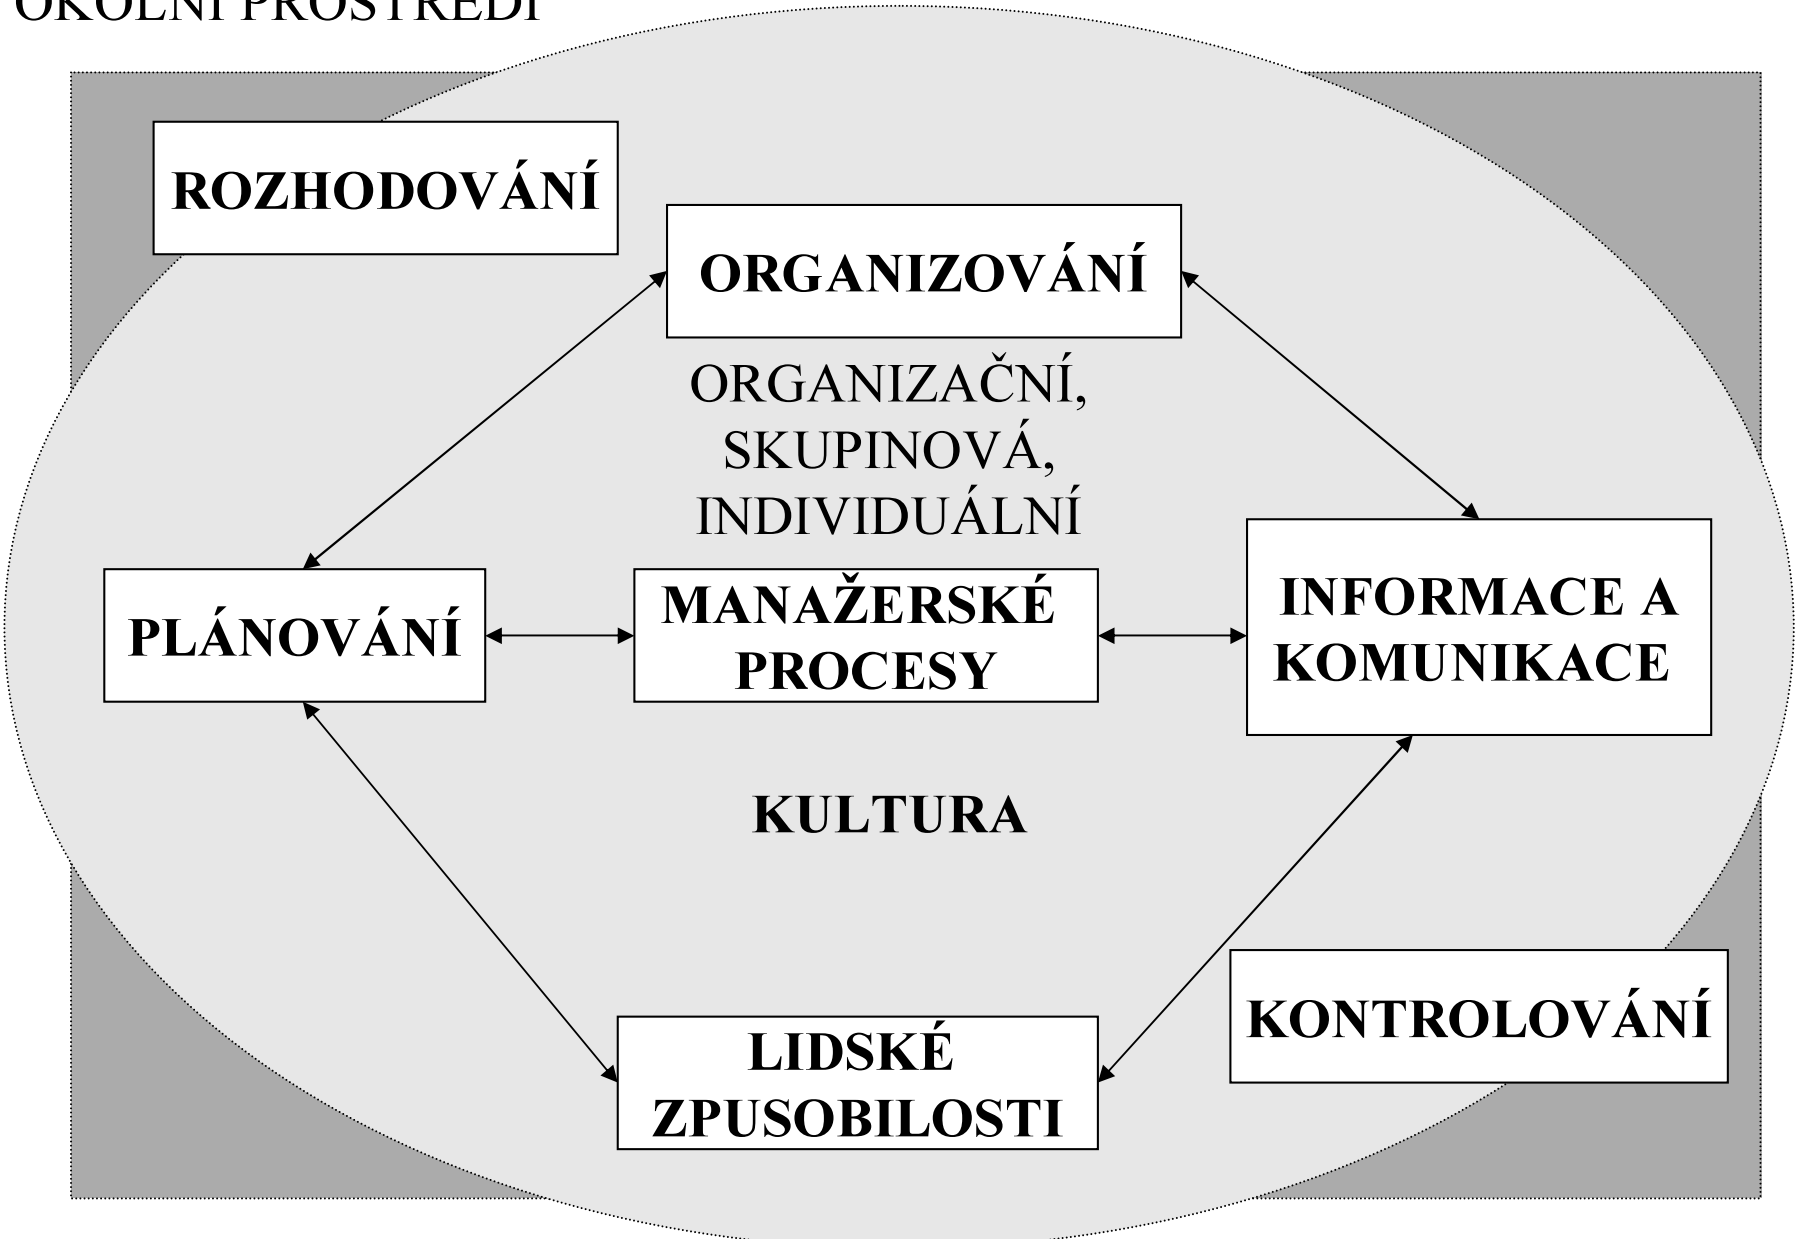 OKOLNÍ PROSTŘEDÍ
ROZHODOVÁNÍ
ORGANIZOVÁNÍ
ORGANIZAČNÍ,
SKUPINOVÁ,
INDIVIDUÁLNÍ
PLÁNOVÁNÍ
MANAŽERSKÉ
PROCESY
INFORMACE A
KOMUNIKACE
KULTURA
KONTROLOVÁNÍ
LIDSKÉ
ZPUSOBILOSTI